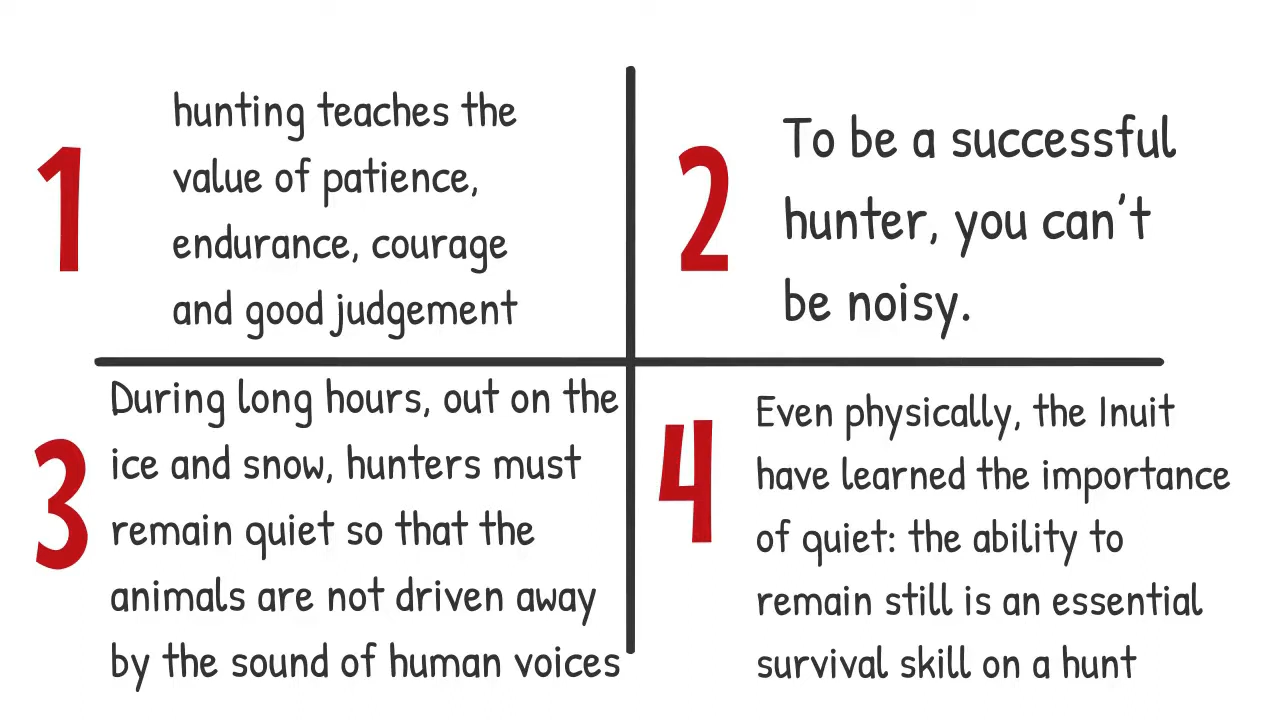 1
hunting teaches the
value of patience,
endurance, courage
and good judgement
2
To be a successful
hunter, you can't
be noisy.
3
During long hours, out on the
ice and snow, hunters must
remain quiet so that the
animals are not driven away
by the sound of human voices
4
Even physically, the Inuit
have learned the importance
of quiet: the ability to
remain still is an essential
survival skill on a hunt